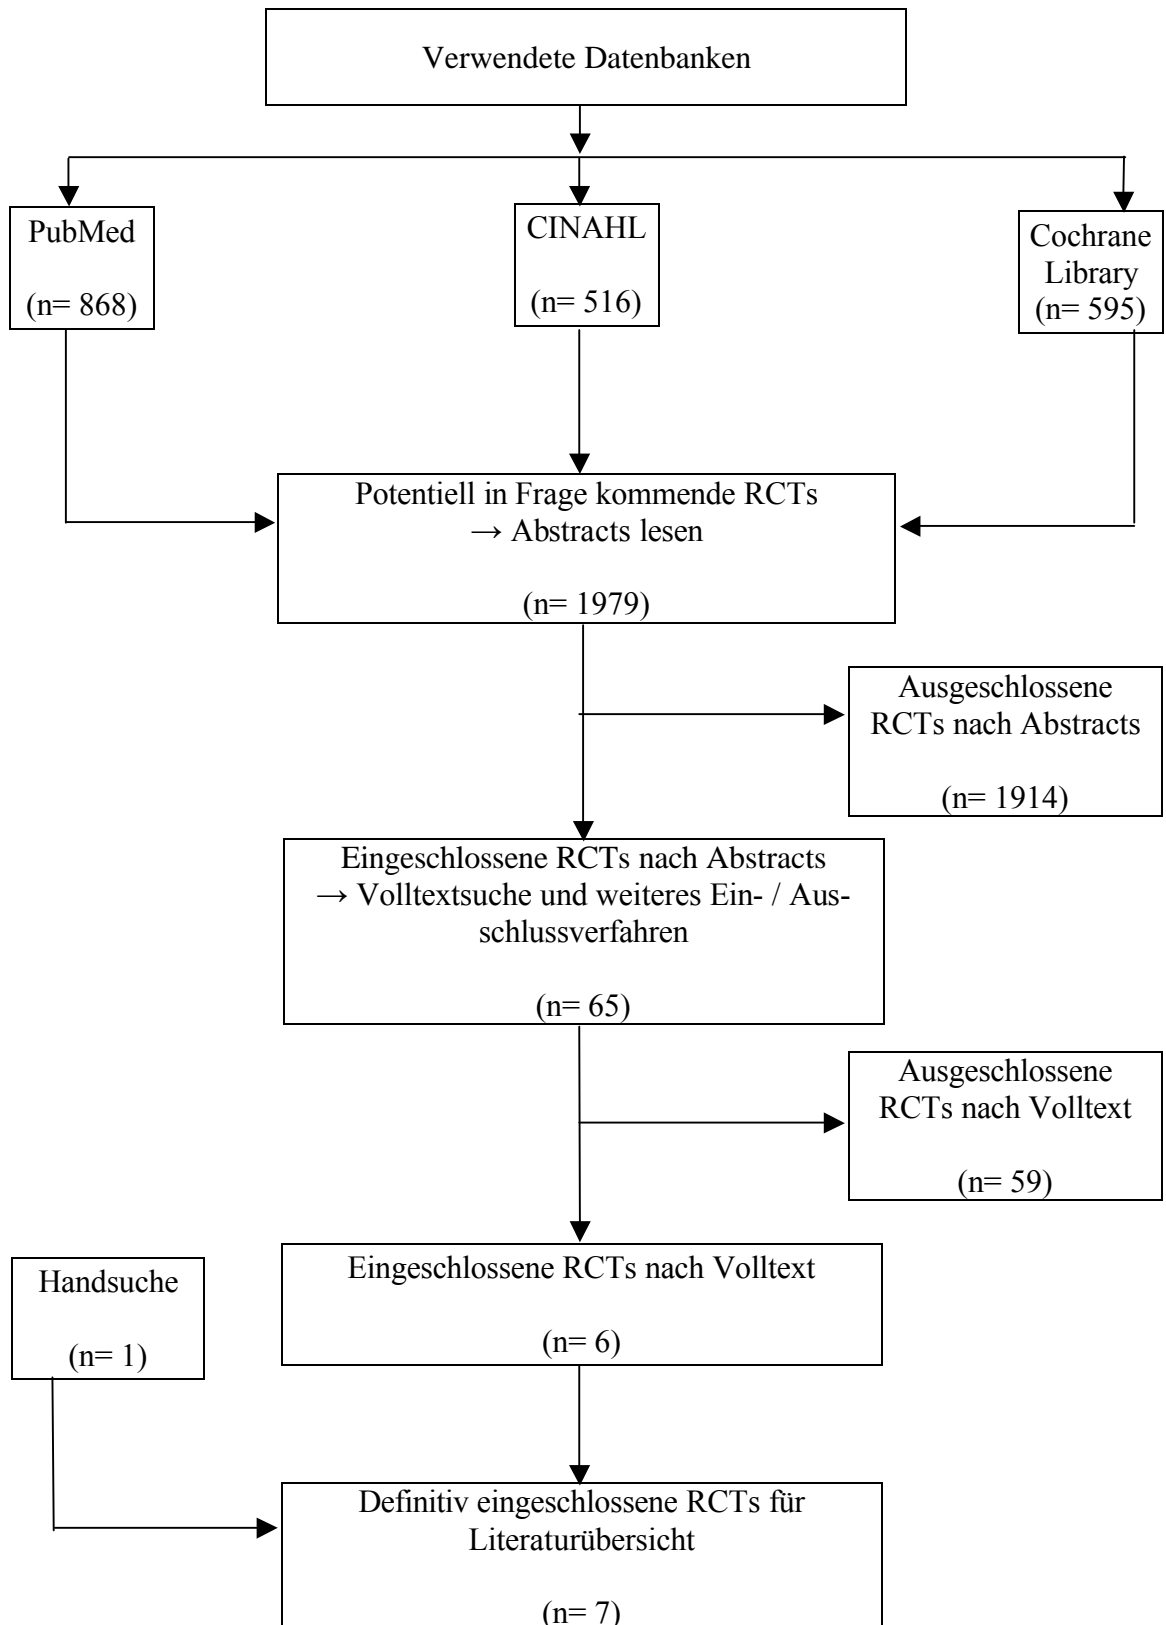 Verwendete Datenbanken
PubMed
(n= 868)
CINAHL
(n= 516)
Cochrane
Library
(n= 595)
Potentiell in Frage kommende RCTs
→ Abstracts lesen
(n= 1979)
Ausgeschlossene
RCTs nach Abstracts
(n= 1914)
Eingeschlossene RCTs nach Abstracts
→ Volltextsuche und weiteres Ein- / Aus-
schlussverfahren
(n= 65)
Ausgeschlossene
RCTs nach Volltext
(n= 59)
Eingeschlossene RCTs nach Volltext
(n= 6)
Handsuche
(n= 1)
Definitiv eingeschlossene RCTs für
Literaturübersicht
(n= 7)